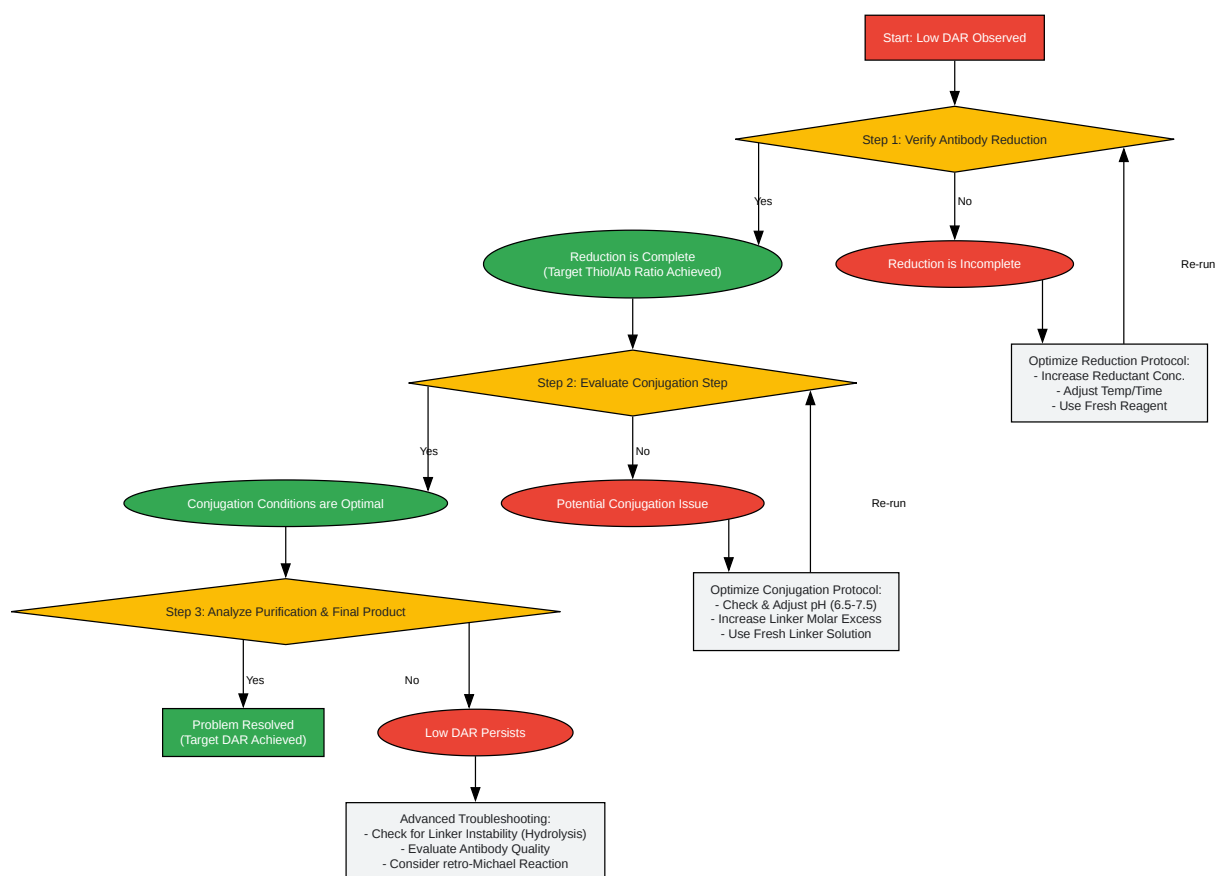 Start: Low DAR Observed
Step 1: Verify Antibody Reduction
Yes
No
Reduction is Complete
(Target Thiol/Ab Ratio Achieved)
Reduction is Incomplete
Re-run
Optimize Reduction Protocol:
- Increase Reductant Conc.
- Adjust Temp/Time
- Use Fresh Reagent
Step 2: Evaluate Conjugation Step
Yes
No
Conjugation Conditions are Optimal
Potential Conjugation Issue
Re-run
Optimize Conjugation Protocol:
- Check & Adjust pH (6.5-7.5)
- Increase Linker Molar Excess
- Use Fresh Linker Solution
Step 3: Analyze Purification & Final Product
Yes
No
Problem Resolved
(Target DAR Achieved)
Low DAR Persists
Advanced Troubleshooting:
- Check for Linker Instability (Hydrolysis)
- Evaluate Antibody Quality
- Consider retro-Michael Reaction